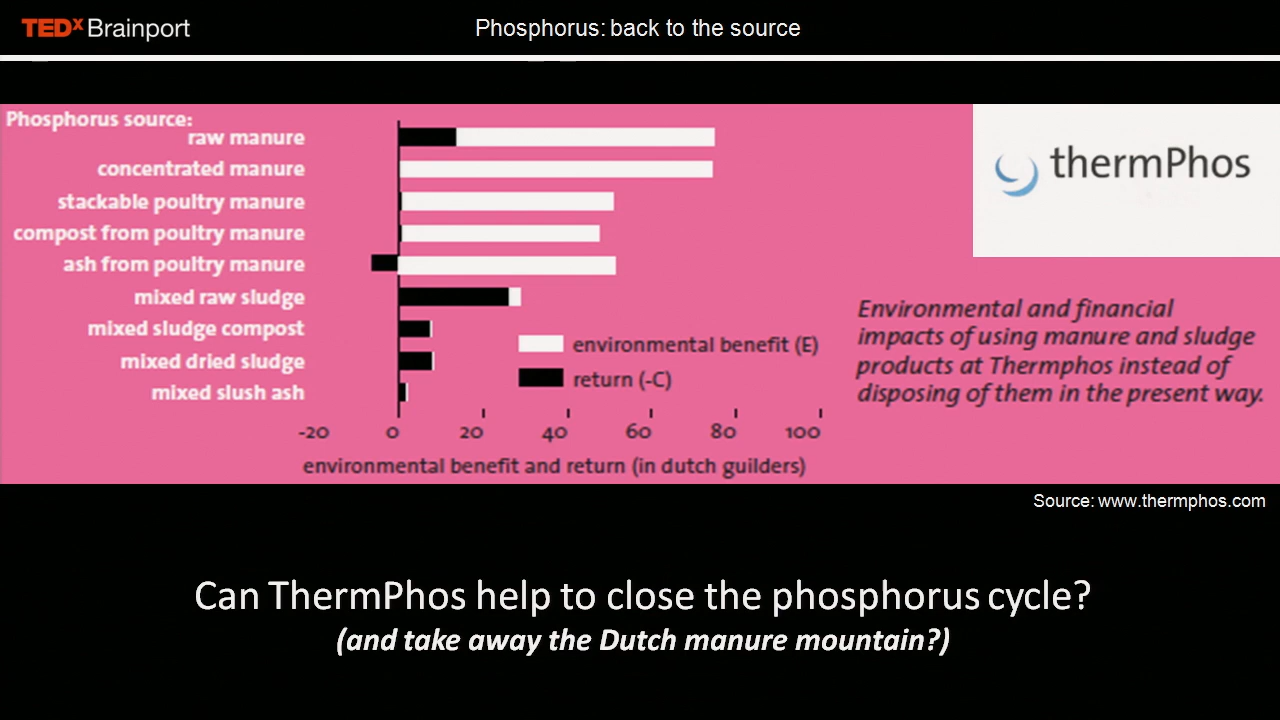 TEDx Brainport
Phosphorus: back to the source
Phosphorus source:
raw manure
concentrated manure
stackable poultry manure
compost from poultry manure
ash from poultry manure
mixed raw sludge
mixed sludge compost
mixed dried sludge
mixed slush ash
environmental benefit (E)
return (-C)
-20 0 20 40 60 80 100
environmental benefit and return (in dutch guilders)
thermPhos
Environmental and financial
impacts of using manure and sludge
products at Thermphos instead of
disposing of them in the present way.
Source: www.thermphos.com
Can ThermPhos help to close the phosphorus cycle?
(and take away the Dutch manure mountain?)